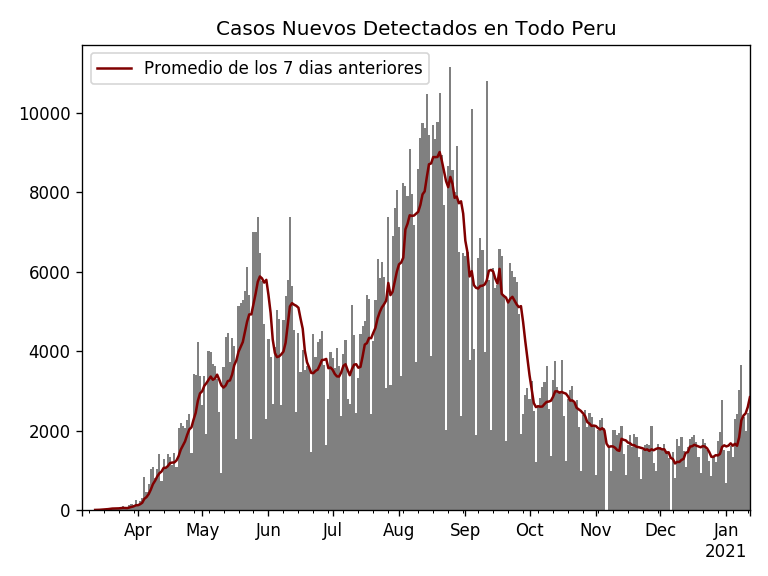 Casos Nuevos Detectados en Todo Peru
Promedio de los 7 dias anteriores
10000
8000
6000
4000
2000
0
Apr May Jun Jul Aug Sep Oct Nov Dec Jan
2021